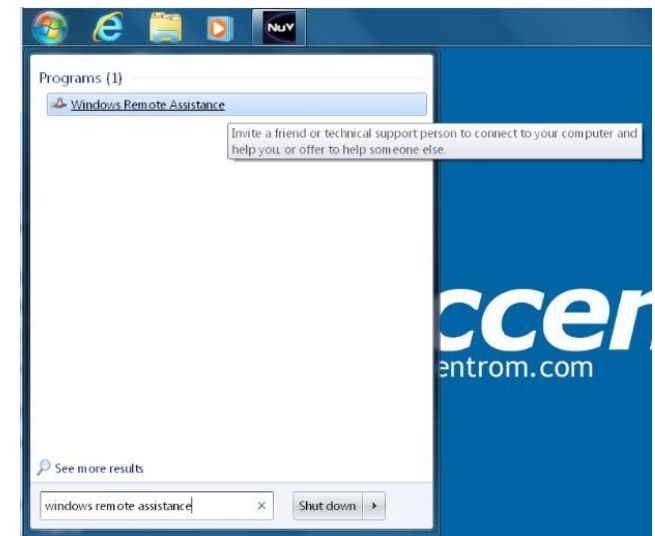 NuV
Programs (1)
Windows Remote Assistance
Invite a friend or technical support person to connect to your computer and
help you, or offer to help someone else.
ccen
entrom.com
See more results
windows remote assistance
Shut down